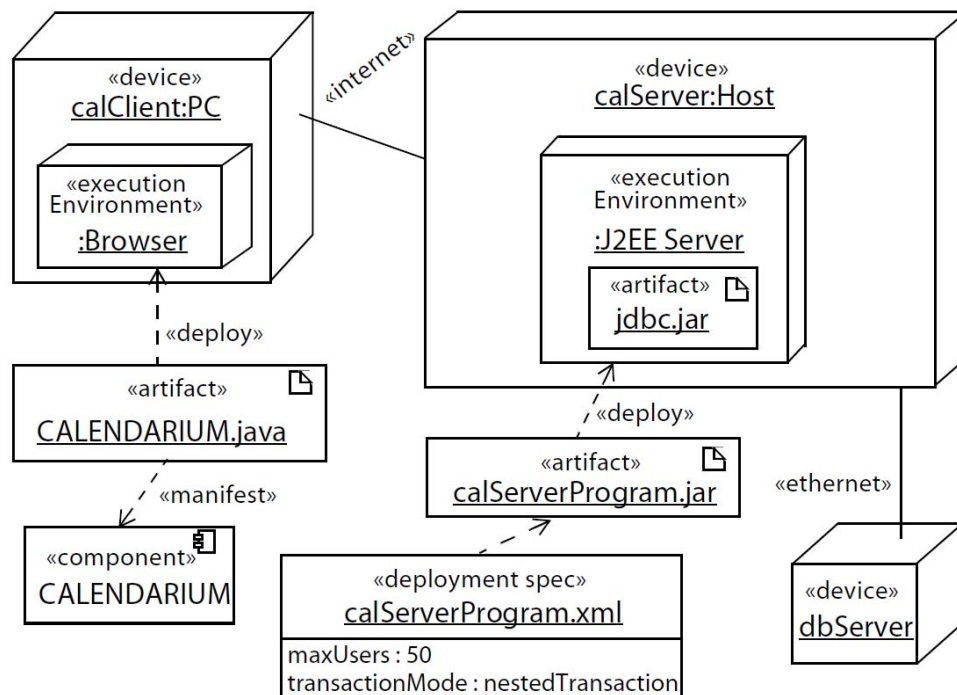 «device»
calClient:PC
«execution
Environment»
:Browser
«internet»
«device»
calServer:Host
«execution
Environment»
:J2EE Server
«artifact»
jdbc.jar
«deploy»
«artifact»
CALENDARIUM.java
«manifest»
«component»
CALENDARIUM
«deploy»
«artifact»
calServerProgram.jar
«deployment spec»
calServerProgram.xml
maxUsers : 50
transactionMode : nestedTransaction
«ethernet»
«device»
dbServer